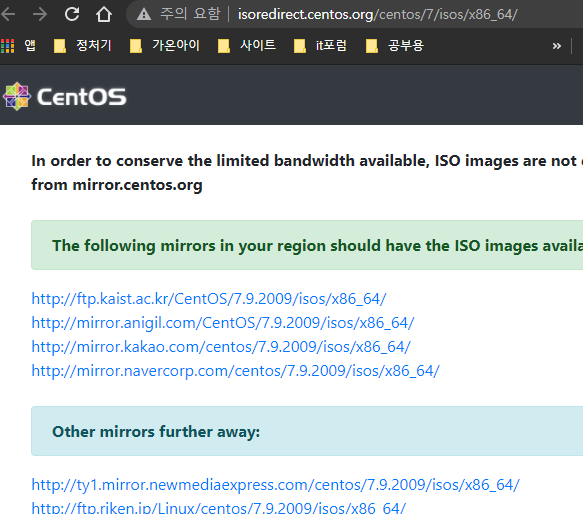 주의 요함 isoredirect.centos.org/centos/7/isos/x86_64/
앱 정처기 가온아이 사이트 it포럼 공부용 »
CentOS
In order to conserve the limited bandwidth available, ISO images are not
from mirror.centos.org
The following mirrors in your region should have the ISO images availa
http://ftp.kaist.ac.kr/CentOS/7.9.2009/isos/x86_64/
http://mirror.anigil.com/CentOS/7.9.2009/isos/x86_64/
http://mirror.kakao.com/centos/7.9.2009/isos/x86_64/
http://mirror.navercorp.com/centos/7.9.2009/isos/x86_64/
Other mirrors further away:
http://ty1.mirror.newmediaexpress.com/centos/7.9.2009/isos/x86_64/
http://ftp.riken.jp/Linux/centos/7.9.2009/isos/x86_64/